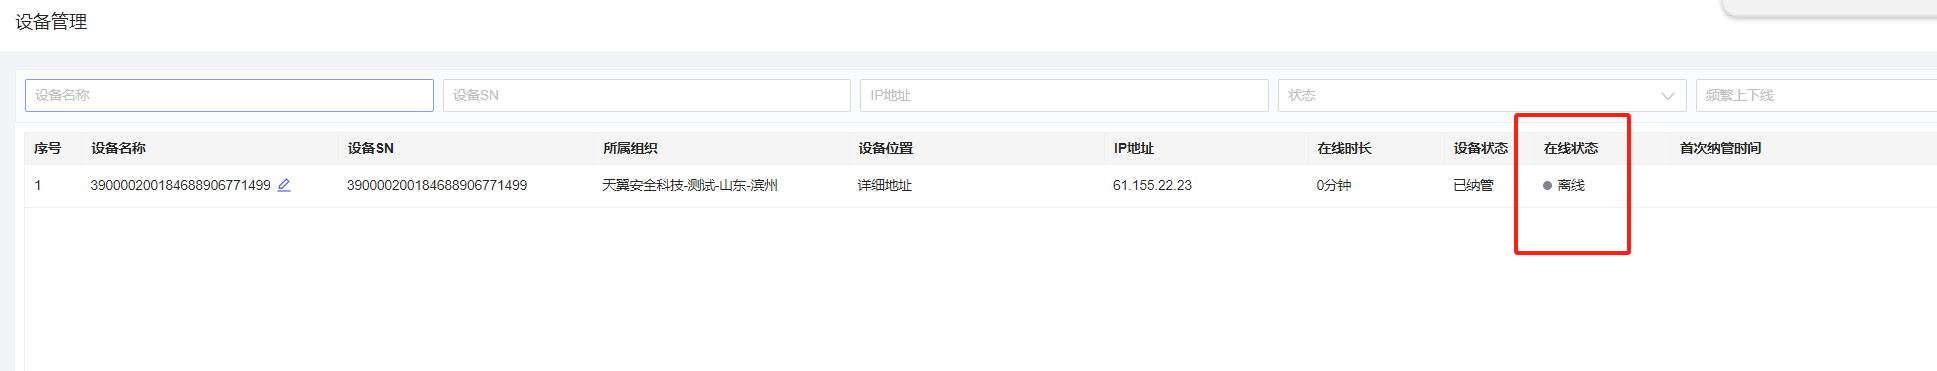 设备管理
设备名称 设备SN IP地址 状态 频繁上下线
序号 设备名称 设备SN 所属组织 设备位置 IP地址 在线时长 设备状态 在线状态 首次纳管时间
1 390000200184688906771499 390000200184688906771499 天翼安全科技-测试-山东-滨州 详细地址 61.155.22.23 0分钟 已纳管 离线